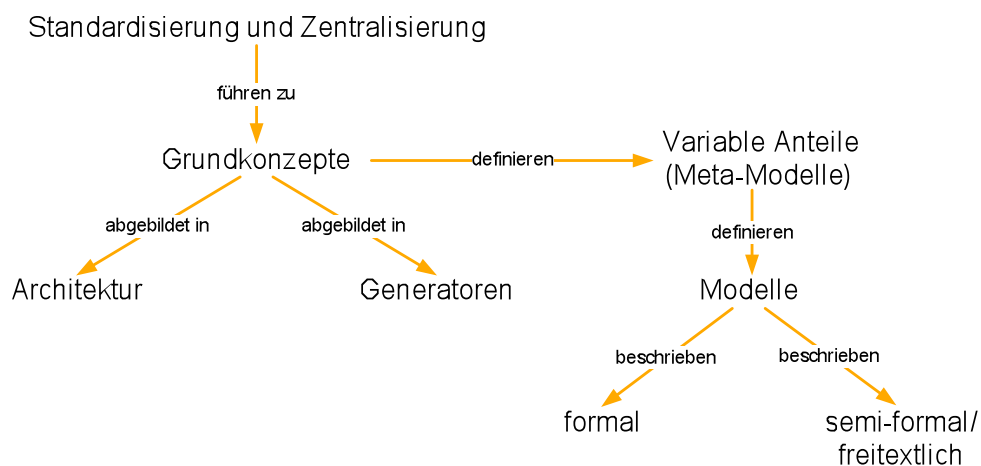 Standardisierung und Zentralisierung
führen zu
Grundkonzepte
definieren
Variable Anteile
(Meta-Modelle)
abgebildet in
abgebildet in
definieren
Architektur
Generatoren
Modelle
beschrieben
beschrieben
formal
semi-formal/
freitextlich